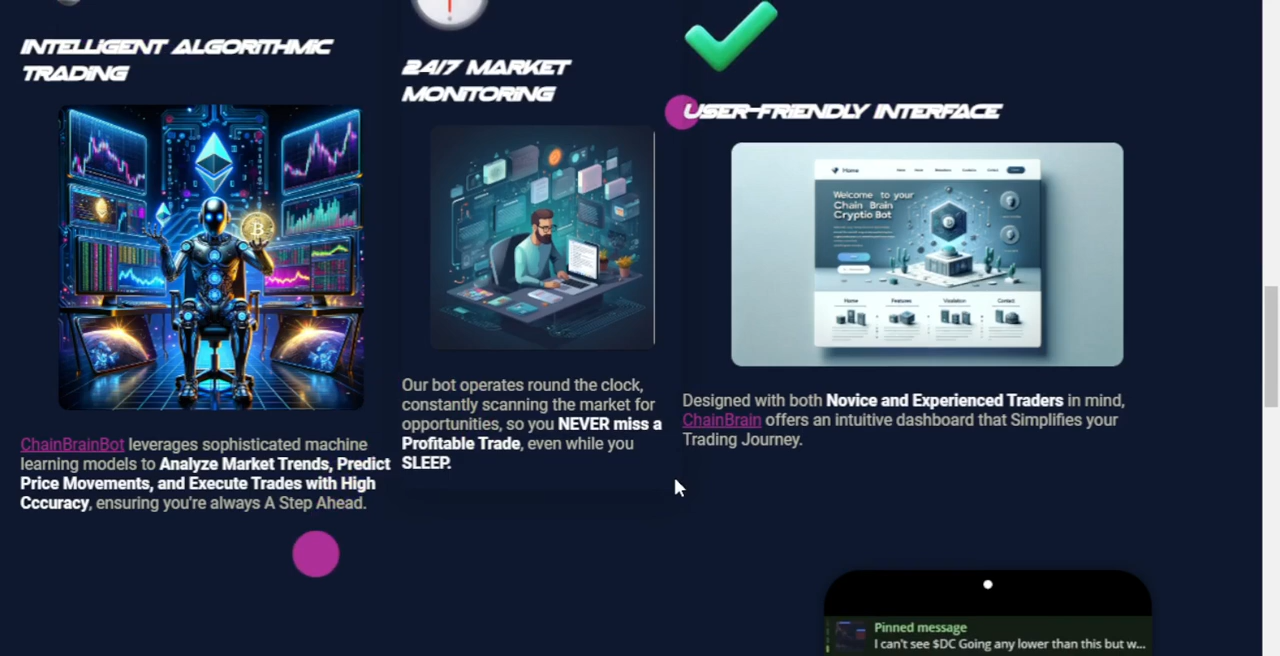 INTELLIGENT ALGORITHMIC
TRADING
ChainBrainBot leverages sophisticated machine
learning models to Analyze Market Trends, Predict
Price Movements, and Execute Trades with High
Cccuracy, ensuring you're always A Step Ahead.
24/7 MARKET
MONITORING
Our bot operates round the clock,
constantly scanning the market for
opportunities, so you NEVER miss a
Profitable Trade, even while you
SLEEP.
USER-FRIENDLY INTERFACE
Home
Welcome to your
Chain Brain
Cryptio Bot
Home Features Vxcalation Contact
Designed with both Novice and Experienced Traders in mind,
ChainBrain offers an intuitive dashboard that Simplifies your
Trading Journey.
Pinned message
I can't see $DC Going any lower than this but w...